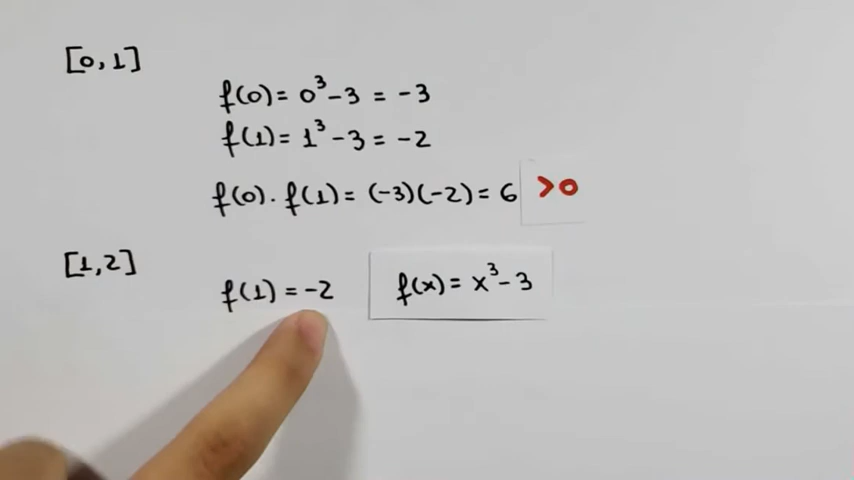 [0,1]
f(0) = 0³ - 3 = -3
f(1) = 1³ - 3 = -2
f(0) . f(1) = (-3)(-2) = 6 >0
[1,2]
f(1) = -2 f(x) = x³ - 3